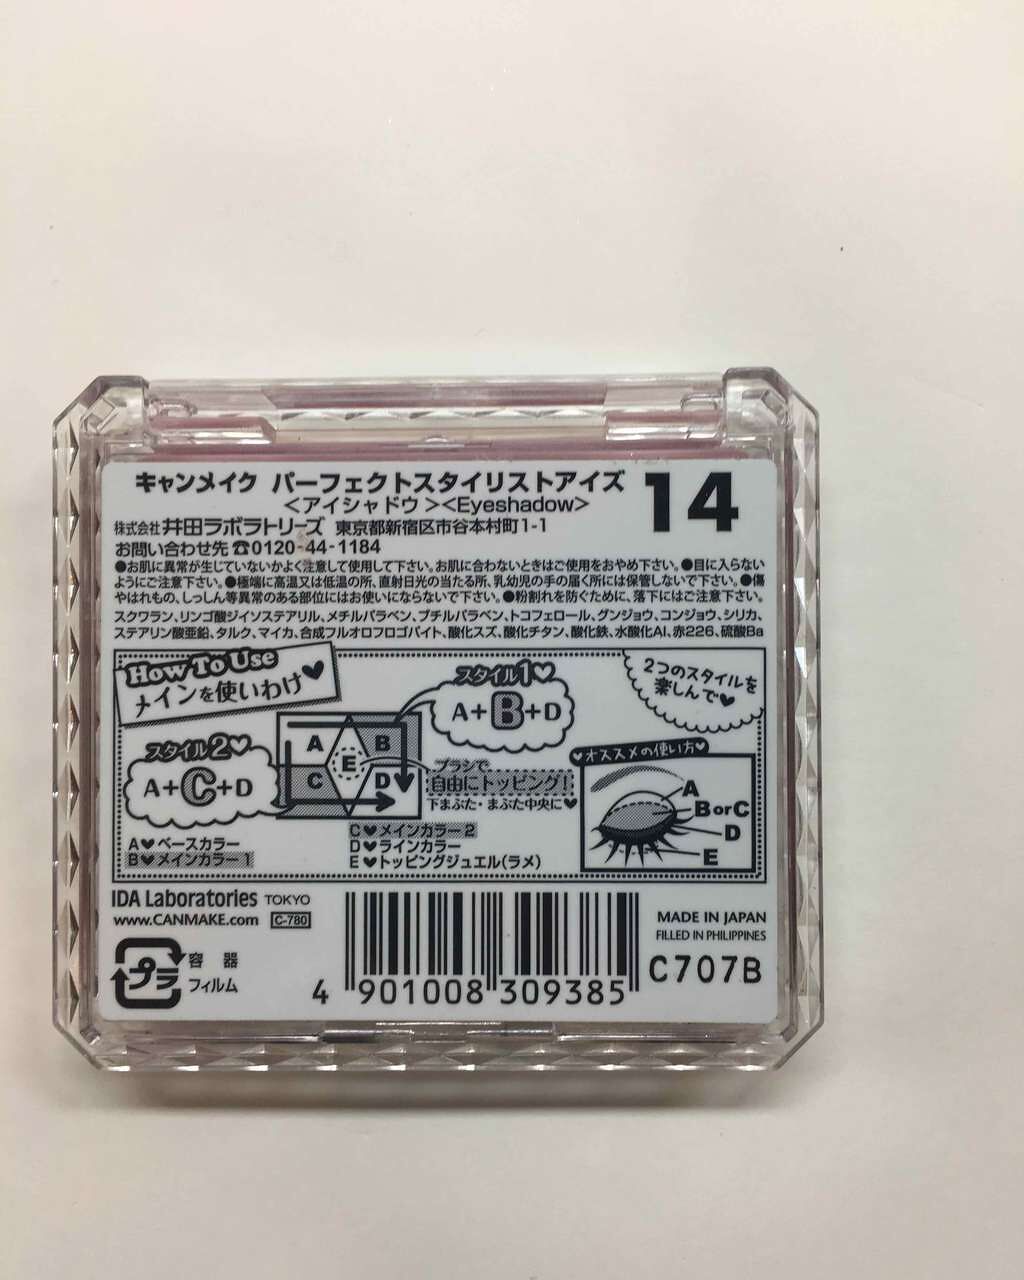 キャンメイク パーフェクトスタイリストアイズ 14
<アイシャドウ><Eyeshadow>
株式会社 井田ラボラトリーズ 東京都新宿区市谷本村町1-1
お問い合わせ先☎0120-44-1184
●お肌に異常が生じていないかよく注意して使用して下さい。お肌に合わないときはご使用をおやめ下さい。●目に入らない
ようにご注意下さい。●極端に高温又は低温の所、直射日光の当たる所、乳幼児の手の届く所には保管しないで下さい。●傷
やはれもの、しっしん等異常のある部位にはお使いにならないで下さい。●粉割れを防ぐために、落下にはご注意下さい。
スクワラン、リンゴ酸ジイソステアリル、メチルパラベン、ブチルパラベン、トコフェロール、グンジョウ、コンジョウ、シリカ、
ステアリン酸亜鉛、タルク、マイカ、合成フルオロフロゴパイト、酸化スズ、酸化チタン、酸化鉄、水酸化Al、赤226、硫酸Ba
How To Use
メインを使いわけ♥
スタイル1♥
A+B+D
2つのスタイルを
楽しんで♥
スタイル2♥
A+C+D
A B
E
C D
ブラシで
自由にトッピング!
下まぶた・まぶた中央に♥
♥オススメの使い方♥
A
B or C
D
E
A♥ベースカラー
B♥メインカラー1
C♥メインカラー2
D♥ラインカラー
E♥トッピングジュエル(ラメ)
IDA Laboratories TOKYO
www.CANMAKE.com C-780
プラ
容 器
フィルム
4 901008 309385
MADE IN JAPAN
FILLED IN PHILIPPINES
C707B